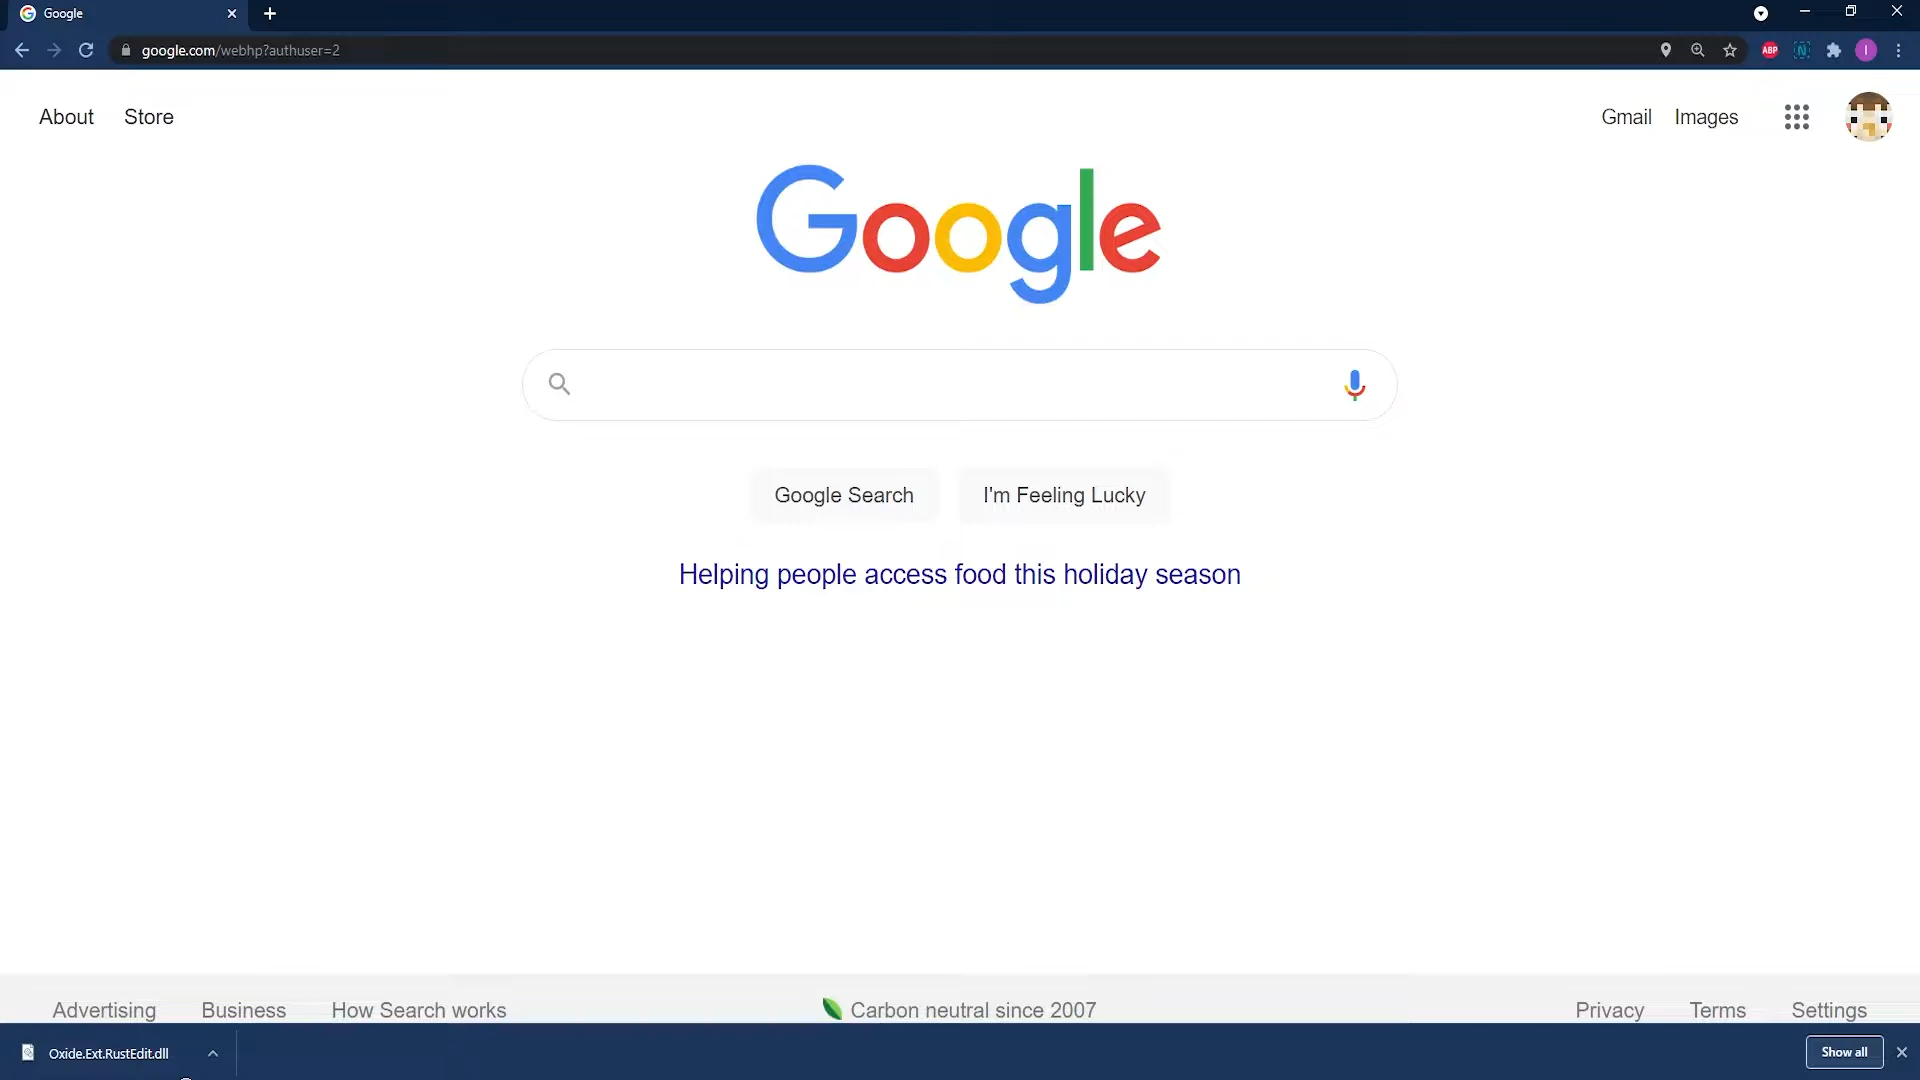 Google
google.com/webhp?authuser=2
ABP
N
I
About Store
Gmail Images
Google
Google Search I'm Feeling Lucky
Helping people access food this holiday season
Advertising Business How Search works
Carbon neutral since 2007
Privacy Terms Settings
Oxide.Ext.RustEdit.dll
Show all